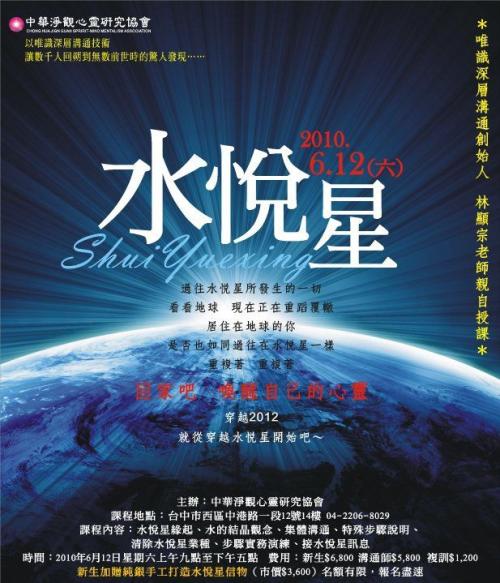 中華淨觀心靈研究協會
以唯識深層溝通技術
讓數千人回朔到無數前世時的驚人發現……
＊唯識深層溝通創始人 林顯宗老師親自授課＊
2010.
6.12(六)
水悅星
Shui Yuexing
過往水悅星所發生的一切
看看地球 現在正在重蹈覆轍
居住在地球的你
是否也如同過往在水悅星一樣
重複著 重複著
回家吧 喚醒自己的心靈
穿越2012
就從穿越水悅星開始吧～
主辦：中華淨觀心靈研究協會
課程地點：台中市西區中港路一段12號14樓 04-2206-8029
課程內容：水悅星緣起、水的結晶觀念、集體溝通、特殊步驟說明、
清除水悅星業種、步驟實務演練、接水悅星訊息
時間：2010年6月12日星期六上午九點至下午五點 費用：新生$6,800 溝通師$5,800 複訓$1,200
新生加贈純銀手工打造水悅星信物（市價$3,600）名額有限，報名盡速